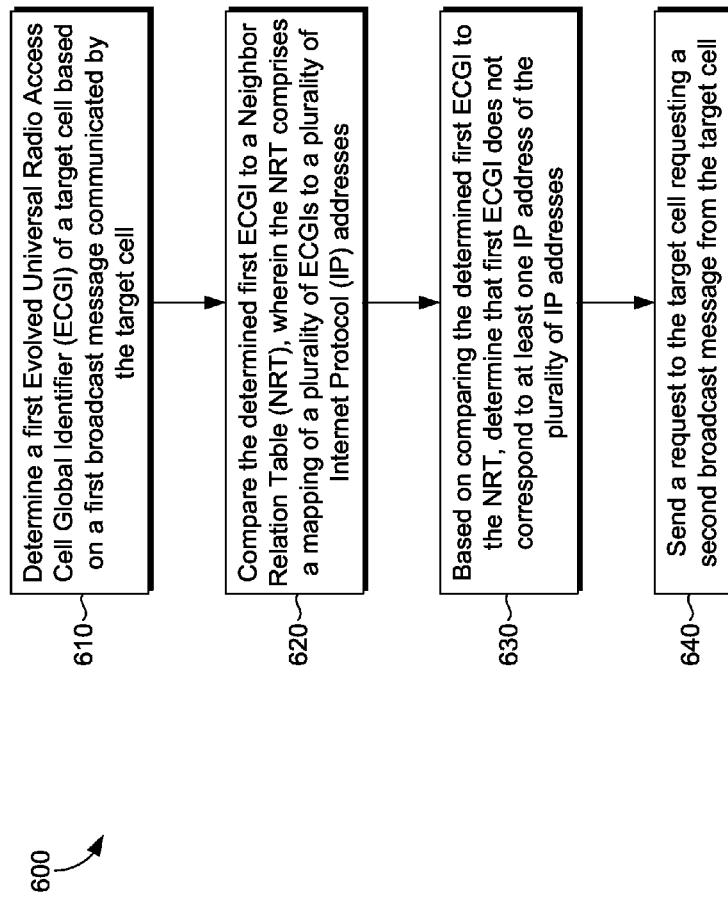 600
610
Determine a first Evolved Universal Radio Access
Cell Global Identifier (ECGI) of a target cell based
on a first broadcast message communicated by
the target cell
620
Compare the determined first ECGI to a Neighbor
Relation Table (NRT), wherein the NRT comprises
a mapping of a plurality of ECGIs to a plurality of
Internet Protocol (IP) addresses
630
Based on comparing the determined first ECGI to
the NRT, determine that first ECGI does not
correspond to at least one IP address of the
plurality of IP addresses
640
Send a request to the target cell requesting a
second broadcast message from the target cell